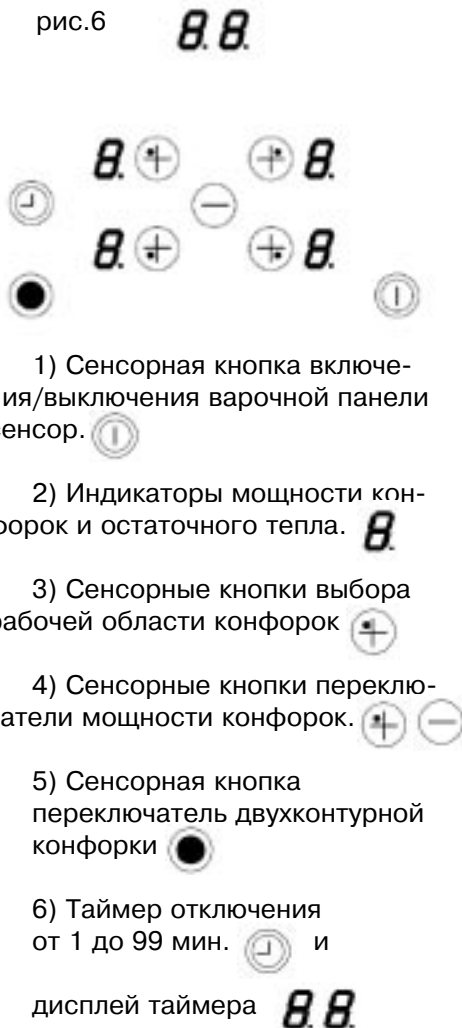 рис.6 8.8.
8. 8.
8. 8.
1) Сенсорная кнопка включе-
ия/выключения варочной панели
енсор.
2) Индикаторы мощности кон-
форок и остаточного тепла. 8.
3) Сенсорные кнопки выбора
рабочей области конфорок
4) Сенсорные кнопки переклю-
атели мощности конфорок.
5) Сенсорная кнопка
переключатель двухконтурной
конфорки
6) Таймер отключения
от 1 до 99 мин. и
дисплей таймера 8.8.